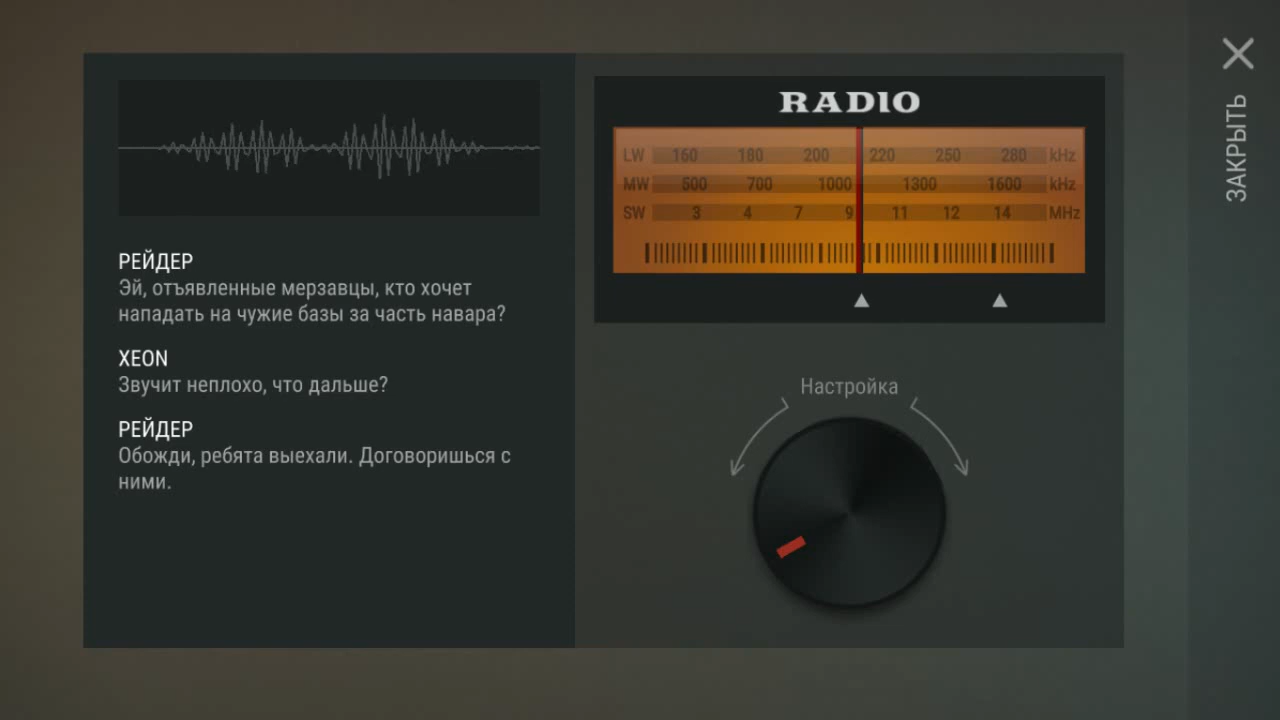 РЕЙДЕР
Эй, отъявленные мерзавцы, кто хочет
нападать на чужие базы за часть навара?
XEON
Звучит неплохо, что дальше?
РЕЙДЕР
Обожди, ребята выехали. Договоришься с
ними.
RADIO
LW 160 180 200 220 250 280 kHz
MW 500 700 1000 1300 1600 kHz
SW 3 4 7 9 11 12 14 MHz
Настройка
ЗАКРЫТЬ